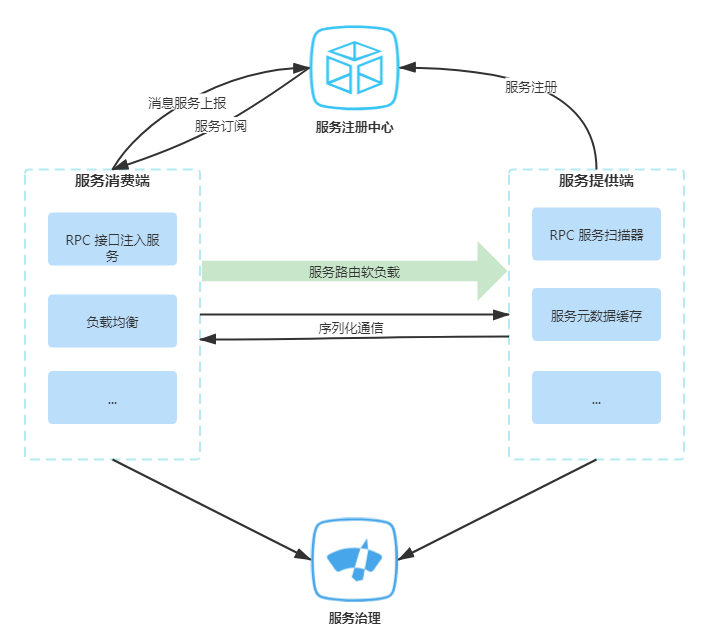 消息服务上报
服务订阅
服务注册中心
服务注册
服务消费端
RPC 接口注入服
务
负载均衡
...
服务路由软负载
序列化通信
服务提供端
RPC 服务扫描器
服务元数据缓存
...
服务治理